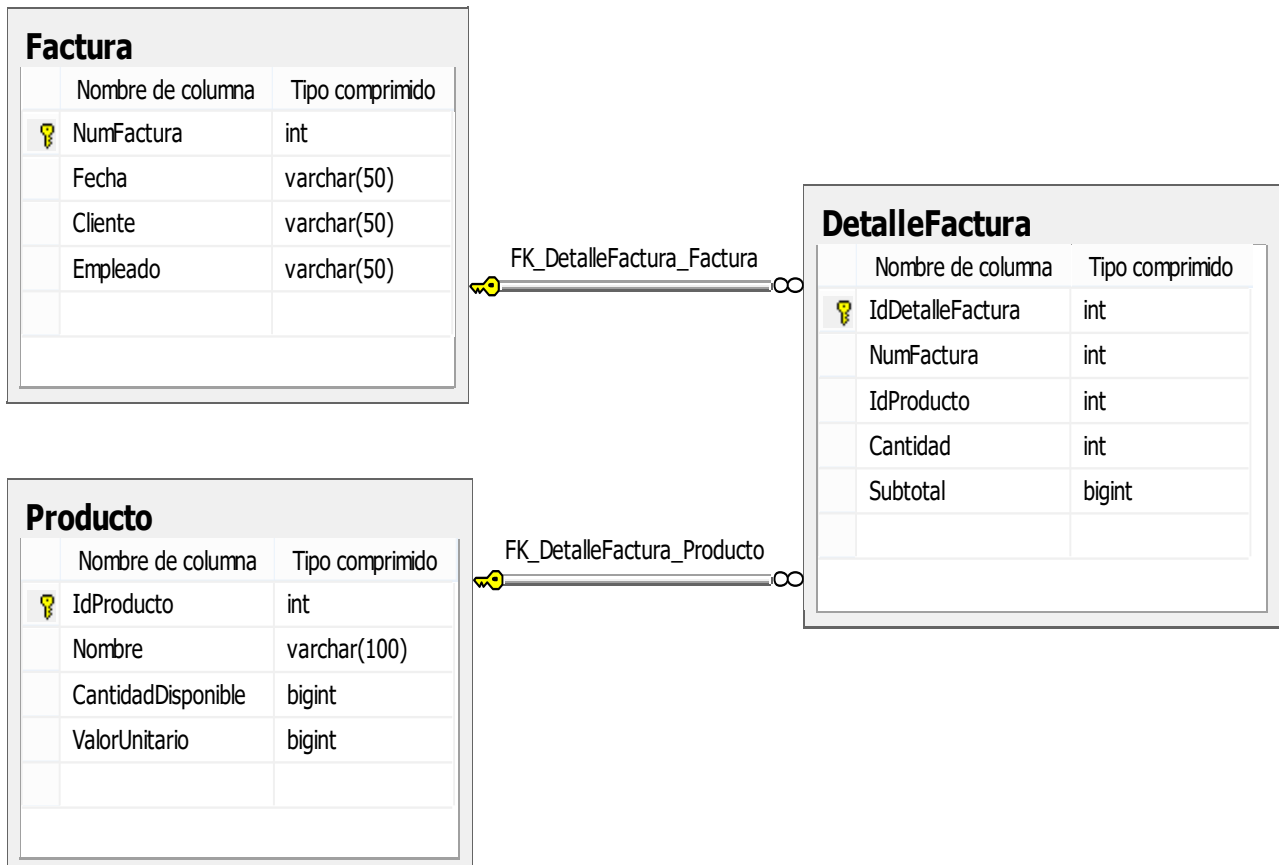 Factura
Nombre de columna Tipo comprimido
NumFactura int
Fecha varchar(50)
Cliente varchar(50)
Empleado varchar(50)
FK_DetalleFactura_Factura
DetalleFactura
Nombre de columna Tipo comprimido
IdDetalleFactura int
NumFactura int
IdProducto int
Cantidad int
Subtotal bigint
Producto
Nombre de columna Tipo comprimido
IdProducto int
Nombre varchar(100)
CantidadDisponible bigint
ValorUnitario bigint
FK_DetalleFactura_Producto